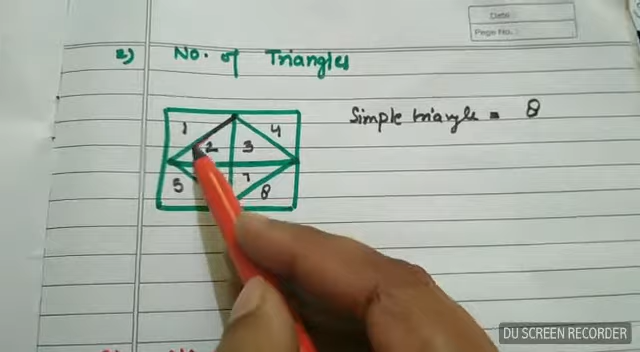 Date
Page No.
2) No. of Triangles
Simple triangle = 8
1
4
2
3
5
7
8
DU SCREEN RECORDER